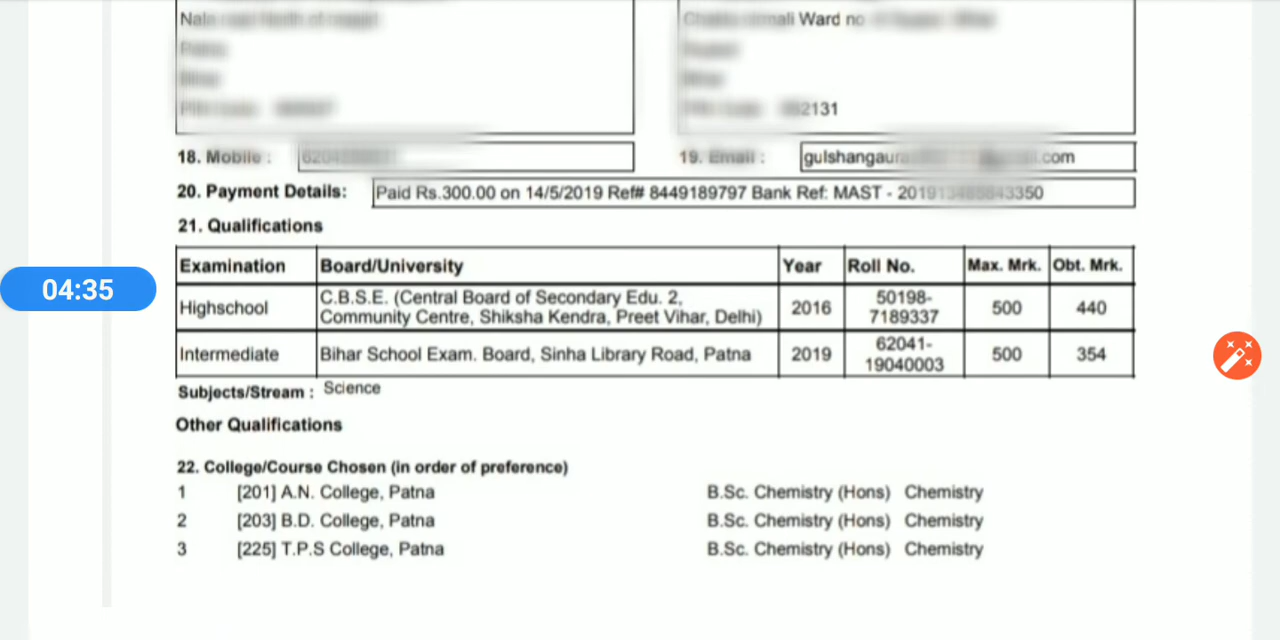 Ward no
2131
18. Mobile :
19. Email : gulshangaura .com
20. Payment Details: Paid Rs.300.00 on 14/5/2019 Ref# 8449189797 Bank Ref: MAST -
21. Qualifications
Examination Board/University Year Roll No. Max. Mrk. Obt. Mrk.
C.B.S.E. (Central Board of Secondary Edu. 2, 50198-
04:35
Highschool 2016 500 440
Community Centre, Shiksha Kendra, Preet Vihar, Delhi) 7189337
62041-
Intermediate Bihar School Exam. Board, Sinha Library Road, Patna 2019 500 354
19040003
Subjects/Stream : Science
Other Qualifications
22. College/Course Chosen (in order of preference)
1 [201] A.N. College, Patna B.Sc. Chemistry (Hons) Chemistry
2 [203] B.D. College, Patna B.Sc. Chemistry (Hons) Chemistry
3 [225] T.P.S College, Patna B.Sc. Chemistry (Hons) Chemistry